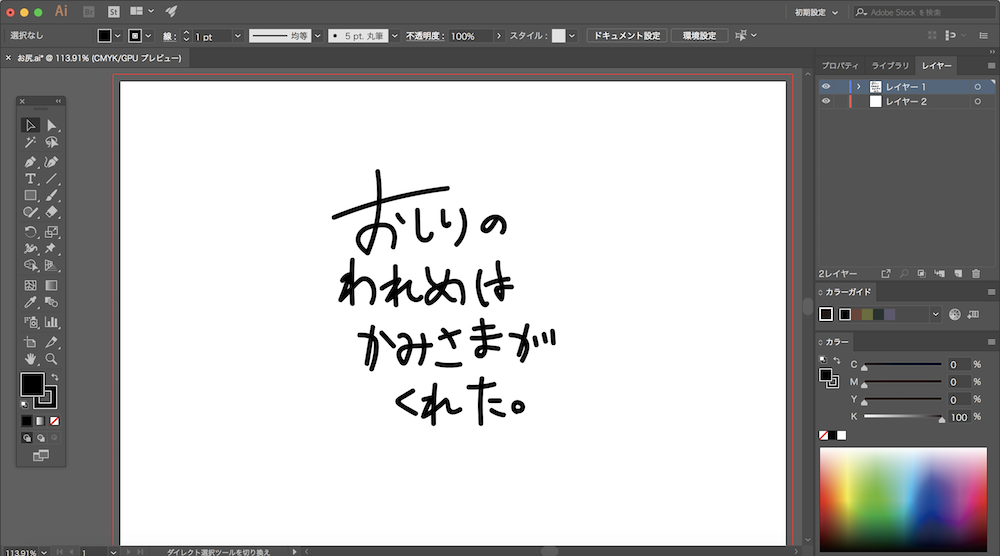 Ai Br St 初期設定 Adobe Stock を検索
選択なし 線: 1 pt 均等 5 pt. 丸筆 不透明度: 100% スタイル: ドキュメント設定 環境設定
× お尻.ai* @ 113.91% (CMYK/GPU プレビュー)
プロパティ ライブラリ レイヤー
レイヤー 1
レイヤー 2
おしりの
われめは
かみさまが
くれた。
2レイヤー
カラーガイド
カラー
C 0 %
M 0 %
Y 0 %
K 100 %
113.91% 1 ダイレクト選択ツールを切り換え